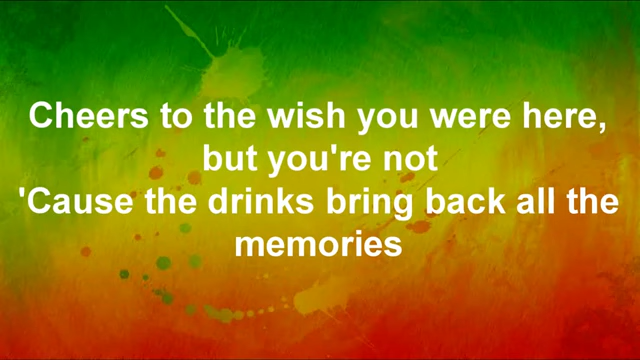 Cheers to the wish you were here,
but you're not
'Cause the drinks bring back all the
memories